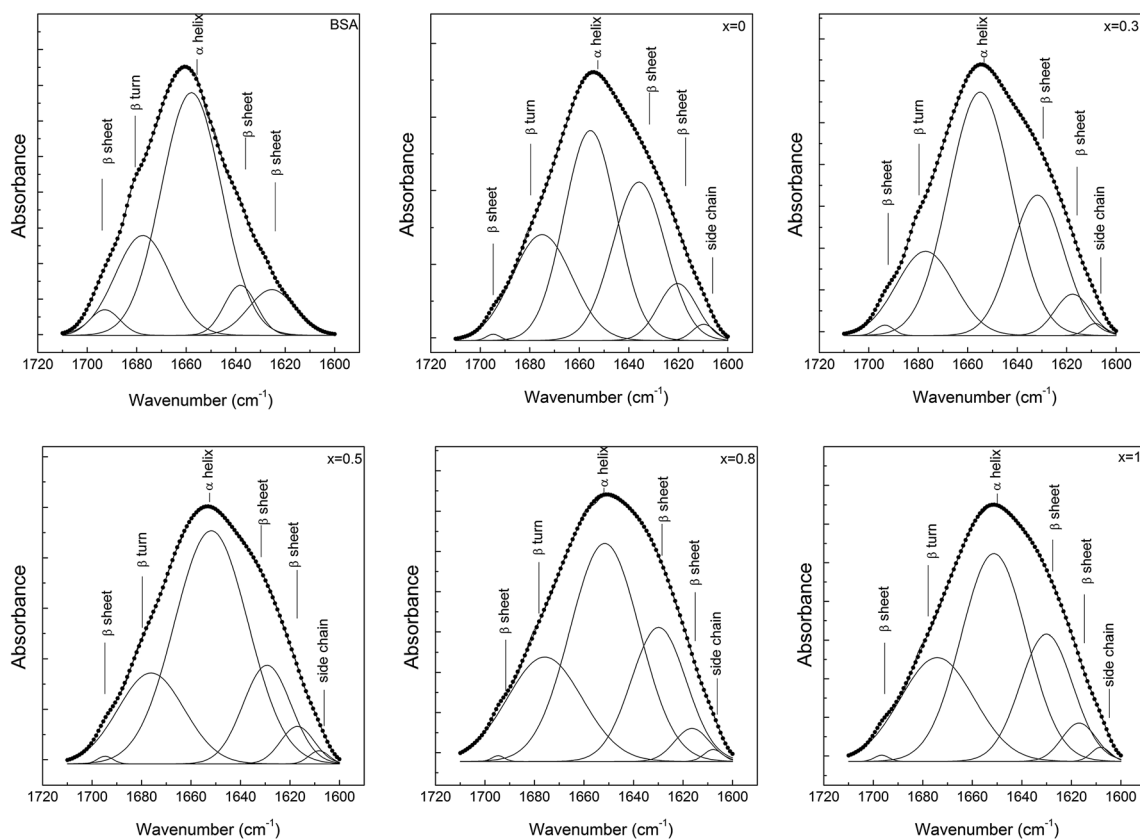 BSA
α helix
β turn
β sheet
β sheet
β sheet
Absorbance
1720 1700 1680 1660 1640 1620 1600
Wavenumber (cm⁻¹)
x=0
α helix
β sheet
β turn
β sheet
β sheet
side chain
Absorbance
1720 1700 1680 1660 1640 1620 1600
Wavenumber (cm⁻¹)
x=0.3
α helix
β sheet
β turn
β sheet
β sheet
side chain
Absorbance
1720 1700 1680 1660 1640 1620 1600
Wavenumber (cm⁻¹)
x=0.5
α helix
β sheet
β turn
β sheet
β sheet
side chain
Absorbance
1720 1700 1680 1660 1640 1620 1600
Wavenumber (cm⁻¹)
x=0.8
α helix
β sheet
β turn
β sheet
β sheet
side chain
Absorbance
1720 1700 1680 1660 1640 1620 1600
Wavenumber (cm⁻¹)
x=1
α helix
β sheet
β turn
β sheet
β sheet
side chain
Absorbance
1720 1700 1680 1660 1640 1620 1600
Wavenumber (cm⁻¹)